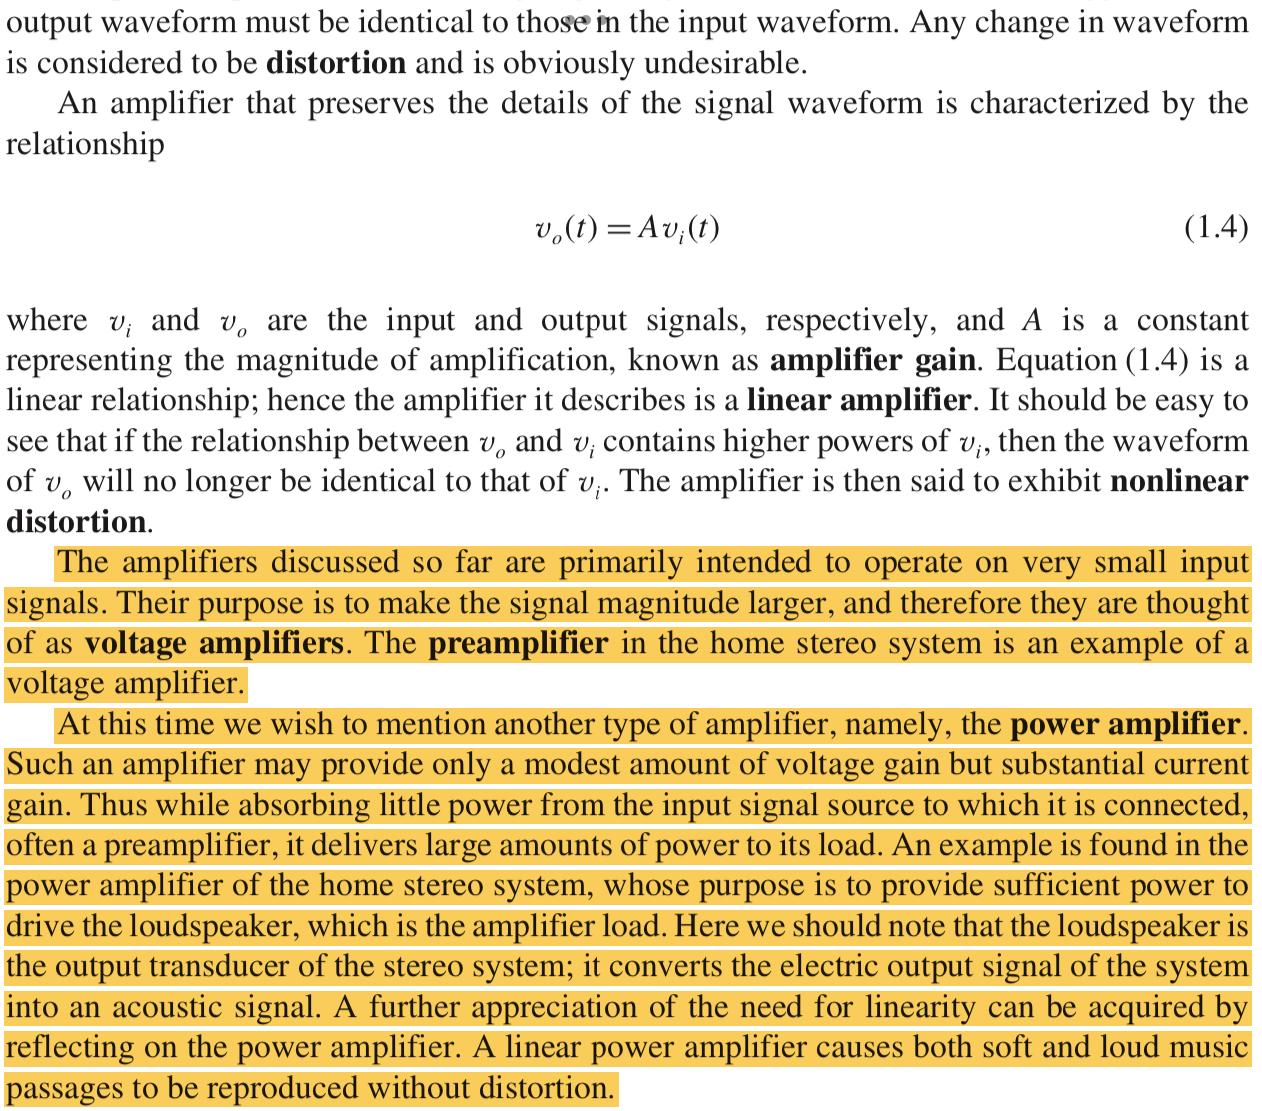 output waveform must be identical to those in the input waveform. Any change in waveform
is considered to be distortion and is obviously undesirable.
An amplifier that preserves the details of the signal waveform is characterized by the
relationship
v_o(t) = Av_i(t) (1.4)
where v_i and v_o are the input and output signals, respectively, and A is a constant
representing the magnitude of amplification, known as amplifier gain. Equation (1.4) is a
linear relationship; hence the amplifier it describes is a linear amplifier. It should be easy to
see that if the relationship between v_o and v_i contains higher powers of v_i, then the waveform
of v_o will no longer be identical to that of v_i. The amplifier is then said to exhibit nonlinear
distortion.
The amplifiers discussed so far are primarily intended to operate on very small input
signals. Their purpose is to make the signal magnitude larger, and therefore they are thought
of as voltage amplifiers. The preamplifier in the home stereo system is an example of a
voltage amplifier.
At this time we wish to mention another type of amplifier, namely, the power amplifier.
Such an amplifier may provide only a modest amount of voltage gain but substantial current
gain. Thus while absorbing little power from the input signal source to which it is connected,
often a preamplifier, it delivers large amounts of power to its load. An example is found in the
power amplifier of the home stereo system, whose purpose is to provide sufficient power to
drive the loudspeaker, which is the amplifier load. Here we should note that the loudspeaker is
the output transducer of the stereo system; it converts the electric output signal of the system
into an acoustic signal. A further appreciation of the need for linearity can be acquired by
reflecting on the power amplifier. A linear power amplifier causes both soft and loud music
passages to be reproduced without distortion.